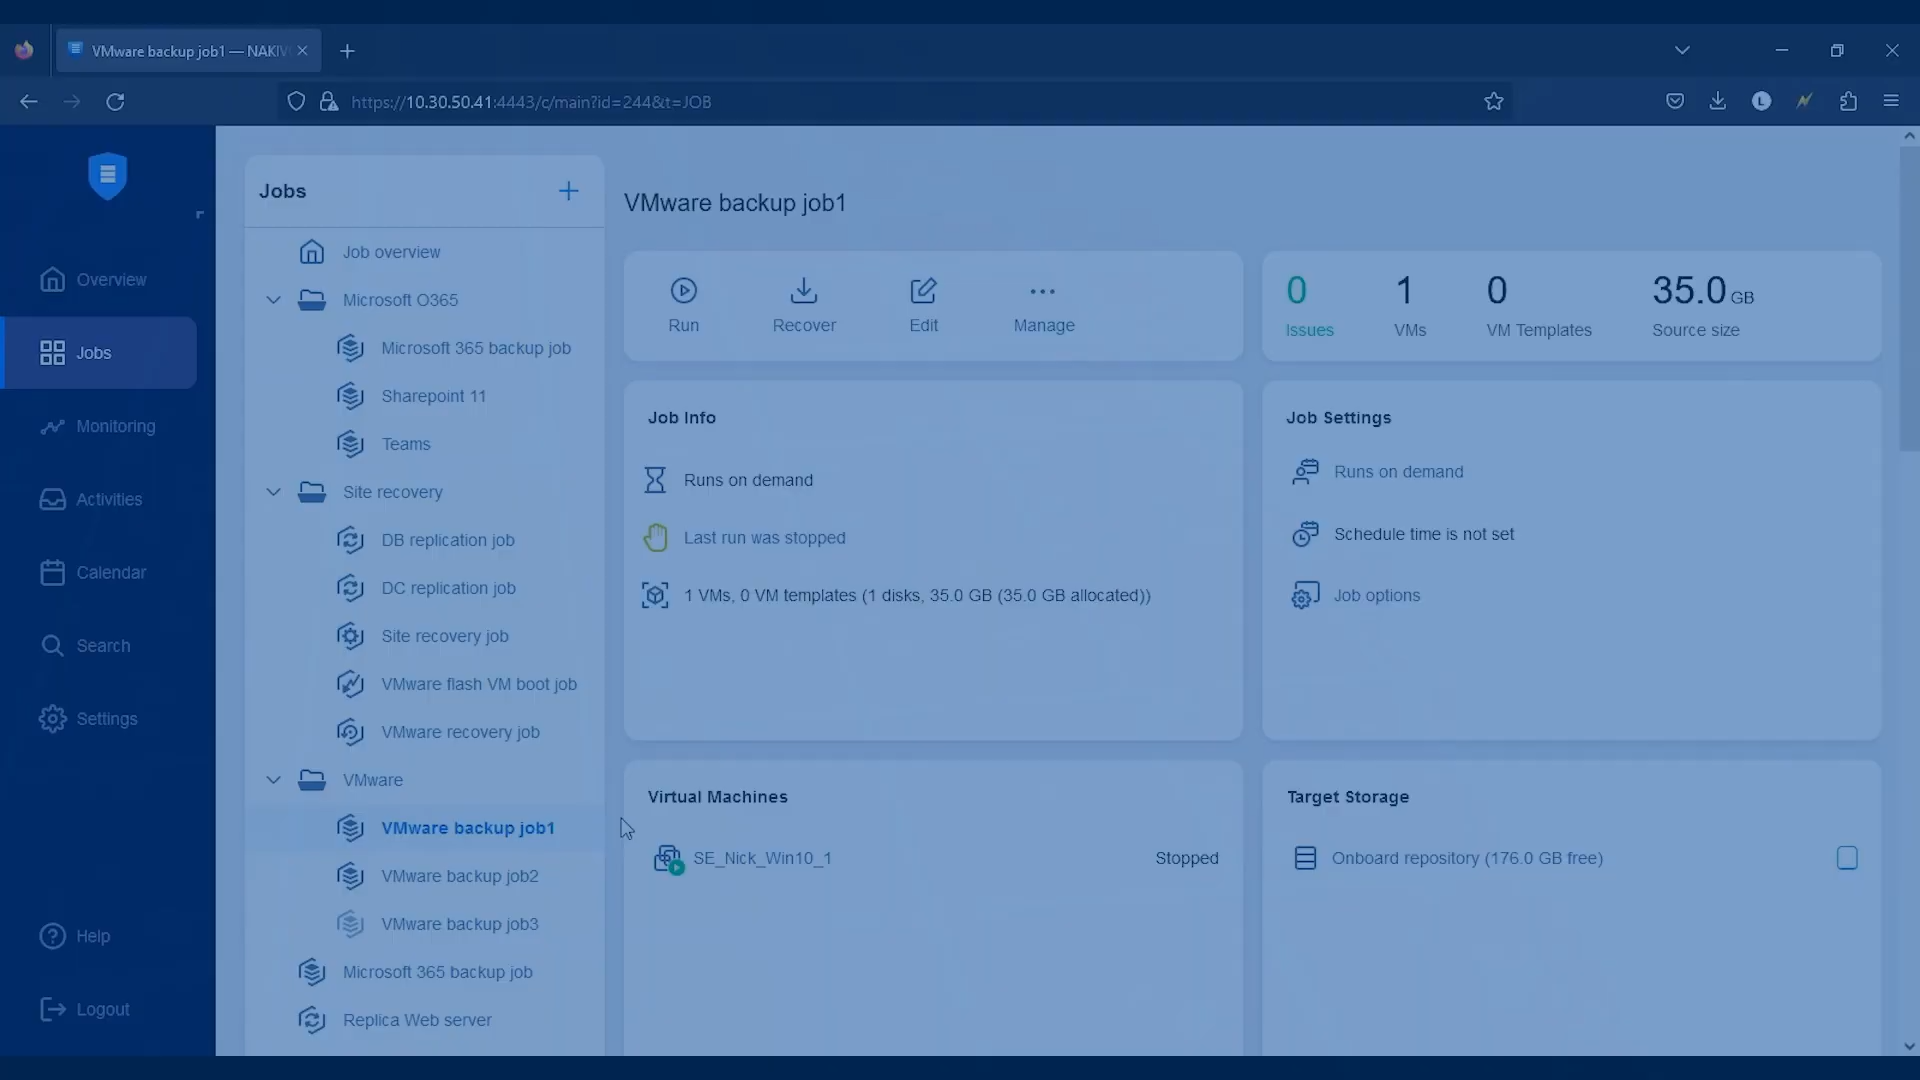 VMware backup job1 — NAKIV
https://10.30.50.41:4443/c/main?id=244&t=JOB
L
Overview
Jobs
Monitoring
Activities
Calendar
Search
Settings
Help
Logout
Jobs
Job overview
Microsoft O365
Microsoft 365 backup job
Sharepoint 11
Teams
Site recovery
DB replication job
DC replication job
Site recovery job
VMware flash VM boot job
VMware recovery job
VMware
VMware backup job1
VMware backup job2
VMware backup job3
Microsoft 365 backup job
Replica Web server
VMware backup job1
Run
Recover
Edit
Manage
0 1 0 35.0 GB
Issues VMs VM Templates Source size
Job Info
Runs on demand
Last run was stopped
1 VMs, 0 VM templates (1 disks, 35.0 GB (35.0 GB allocated))
Job Settings
Runs on demand
Schedule time is not set
Job options
Virtual Machines
SE_Nick_Win10_1 Stopped
Target Storage
Onboard repository (176.0 GB free)